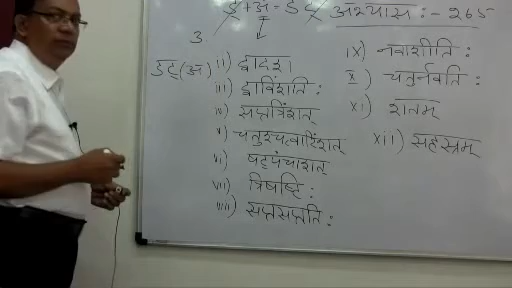 अभ्यास :- २६५
3.
डट् (अ)
ii) द्वादश।
iii) द्वाविंशति :
iv) सप्तत्रिंशत्
v) चतुश्चत्वारिंशत्
vi) षट्पंचाशत्
vii) त्रिषष्टि :
viii) सप्तसप्तति :
ix) नवाशीति :
x) चतुर्नवति :
xi) शतम्
xii) सहस्रम्